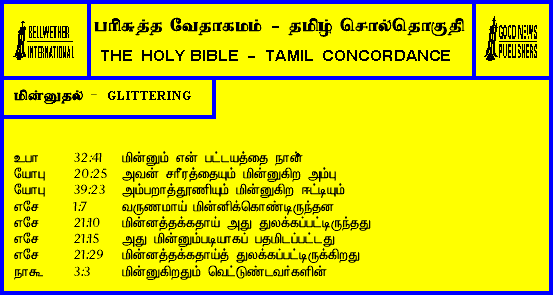 BELLWETHER
INTERNATIONAL
பரிசுத்த வேதாகமம் - தமிழ் சொல்தொகுதி
THE HOLY BIBLE - TAMIL CONCORDANCE
GOOD NEWS
PUBLISHERS
மின்னுதல் - GLITTERING
உபா 32:41 மின்னும் என் பட்டயத்தை நான்
யோபு 20:25 அவன் சரீரத்தையும் மின்னுகிற அம்பு
யோபு 39:23 அம்பறாத்தூணியும் மின்னுகிற ஈட்டியும்
எசே 1:7 வருணமாய் மின்னிக்கொண்டிருந்தன
எசே 21:10 மின்னத்தக்கதாய் அது துலக்கப்பட்டிருந்தது
எசே 21:15 அது மின்னும்படியாகப் பதமிடப்பட்டது
எசே 21:29 மின்னத்தக்கதாய்த் துலக்கப்பட்டிருக்கிறது
நாகூ 3:3 மின்னுகிறதும் வெட்டுண்டவர்களின்